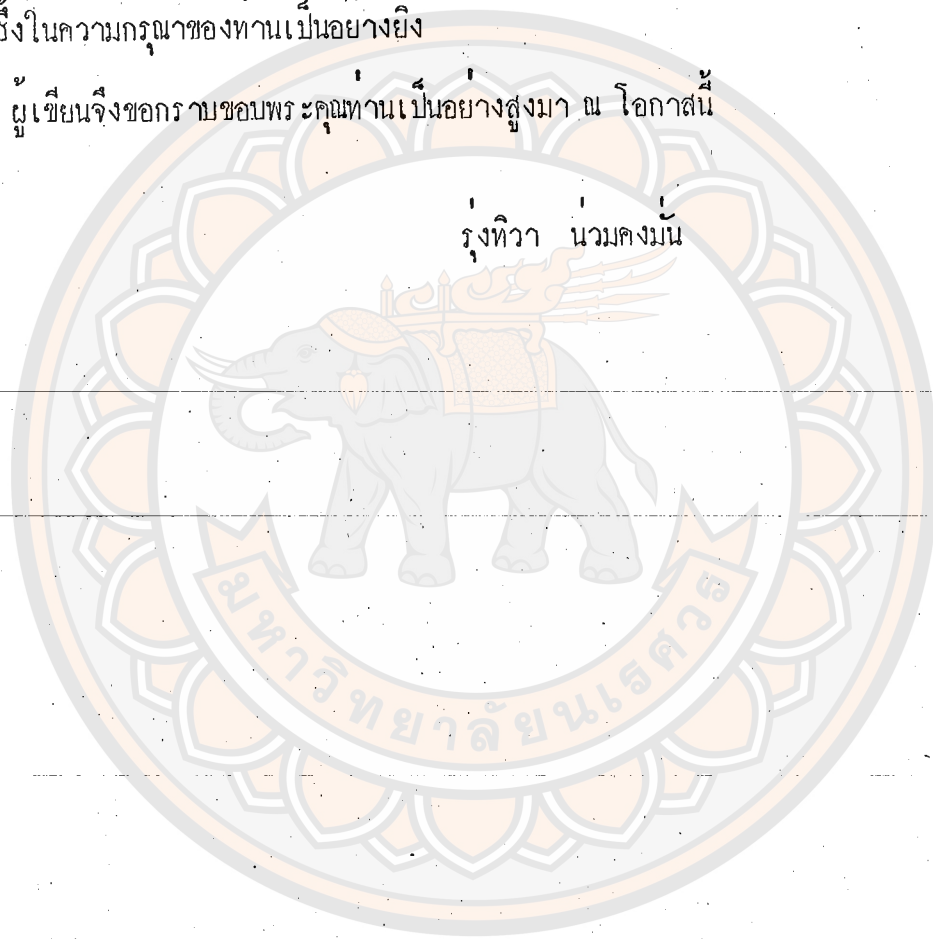 ซึ้งในความกรุณาของท่านเป็นอย่างยิ่ง
ผู้เขียนจึงขอกราบขอบพระคุณท่านเป็นอย่างสูงมา ณ โอกาสนี้
รุ่งทิวา น่วมคงมั่น
มหาวิทยาลัยนเรศวร